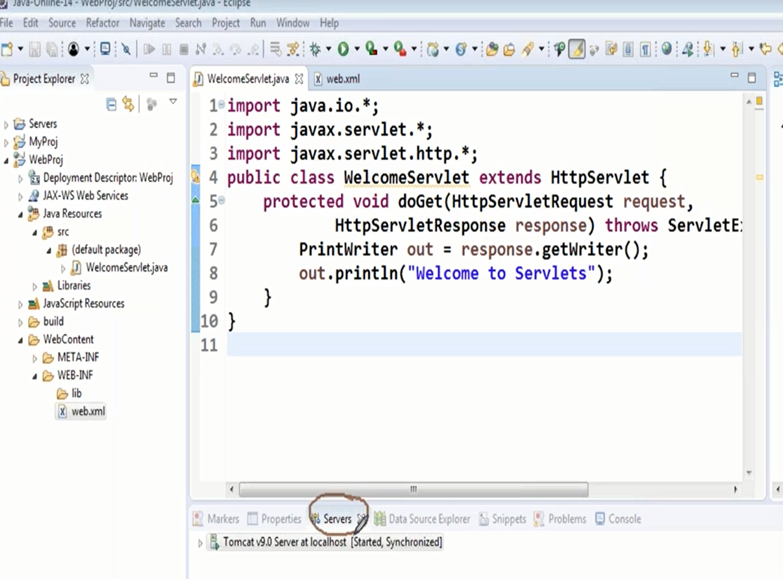 Java-Online-14 - WebProj/src/WelcomeServlet.java - Eclipse
File Edit Source Refactor Navigate Search Project Run Window Help
Project Explorer
WelcomeServlet.java
web.xml
Servers
MyProj
WebProj
Deployment Descriptor: WebProj
JAX-WS Web Services
Java Resources
src
(default package)
WelcomeServlet.java
Libraries
JavaScript Resources
build
WebContent
META-INF
WEB-INF
lib
web.xml
1 import java.io.*;
2 import javax.servlet.*;
3 import javax.servlet.http.*;
4 public class WelcomeServlet extends HttpServlet {
5 protected void doGet(HttpServletRequest request,
6 HttpServletResponse response) throws ServletEx
7 PrintWriter out = response.getWriter();
8 out.println("Welcome to Servlets");
9 }
10 }
11
Markers Properties Servers Data Source Explorer Snippets Problems Console
Tomcat v9.0 Server at localhost [Started, Synchronized]